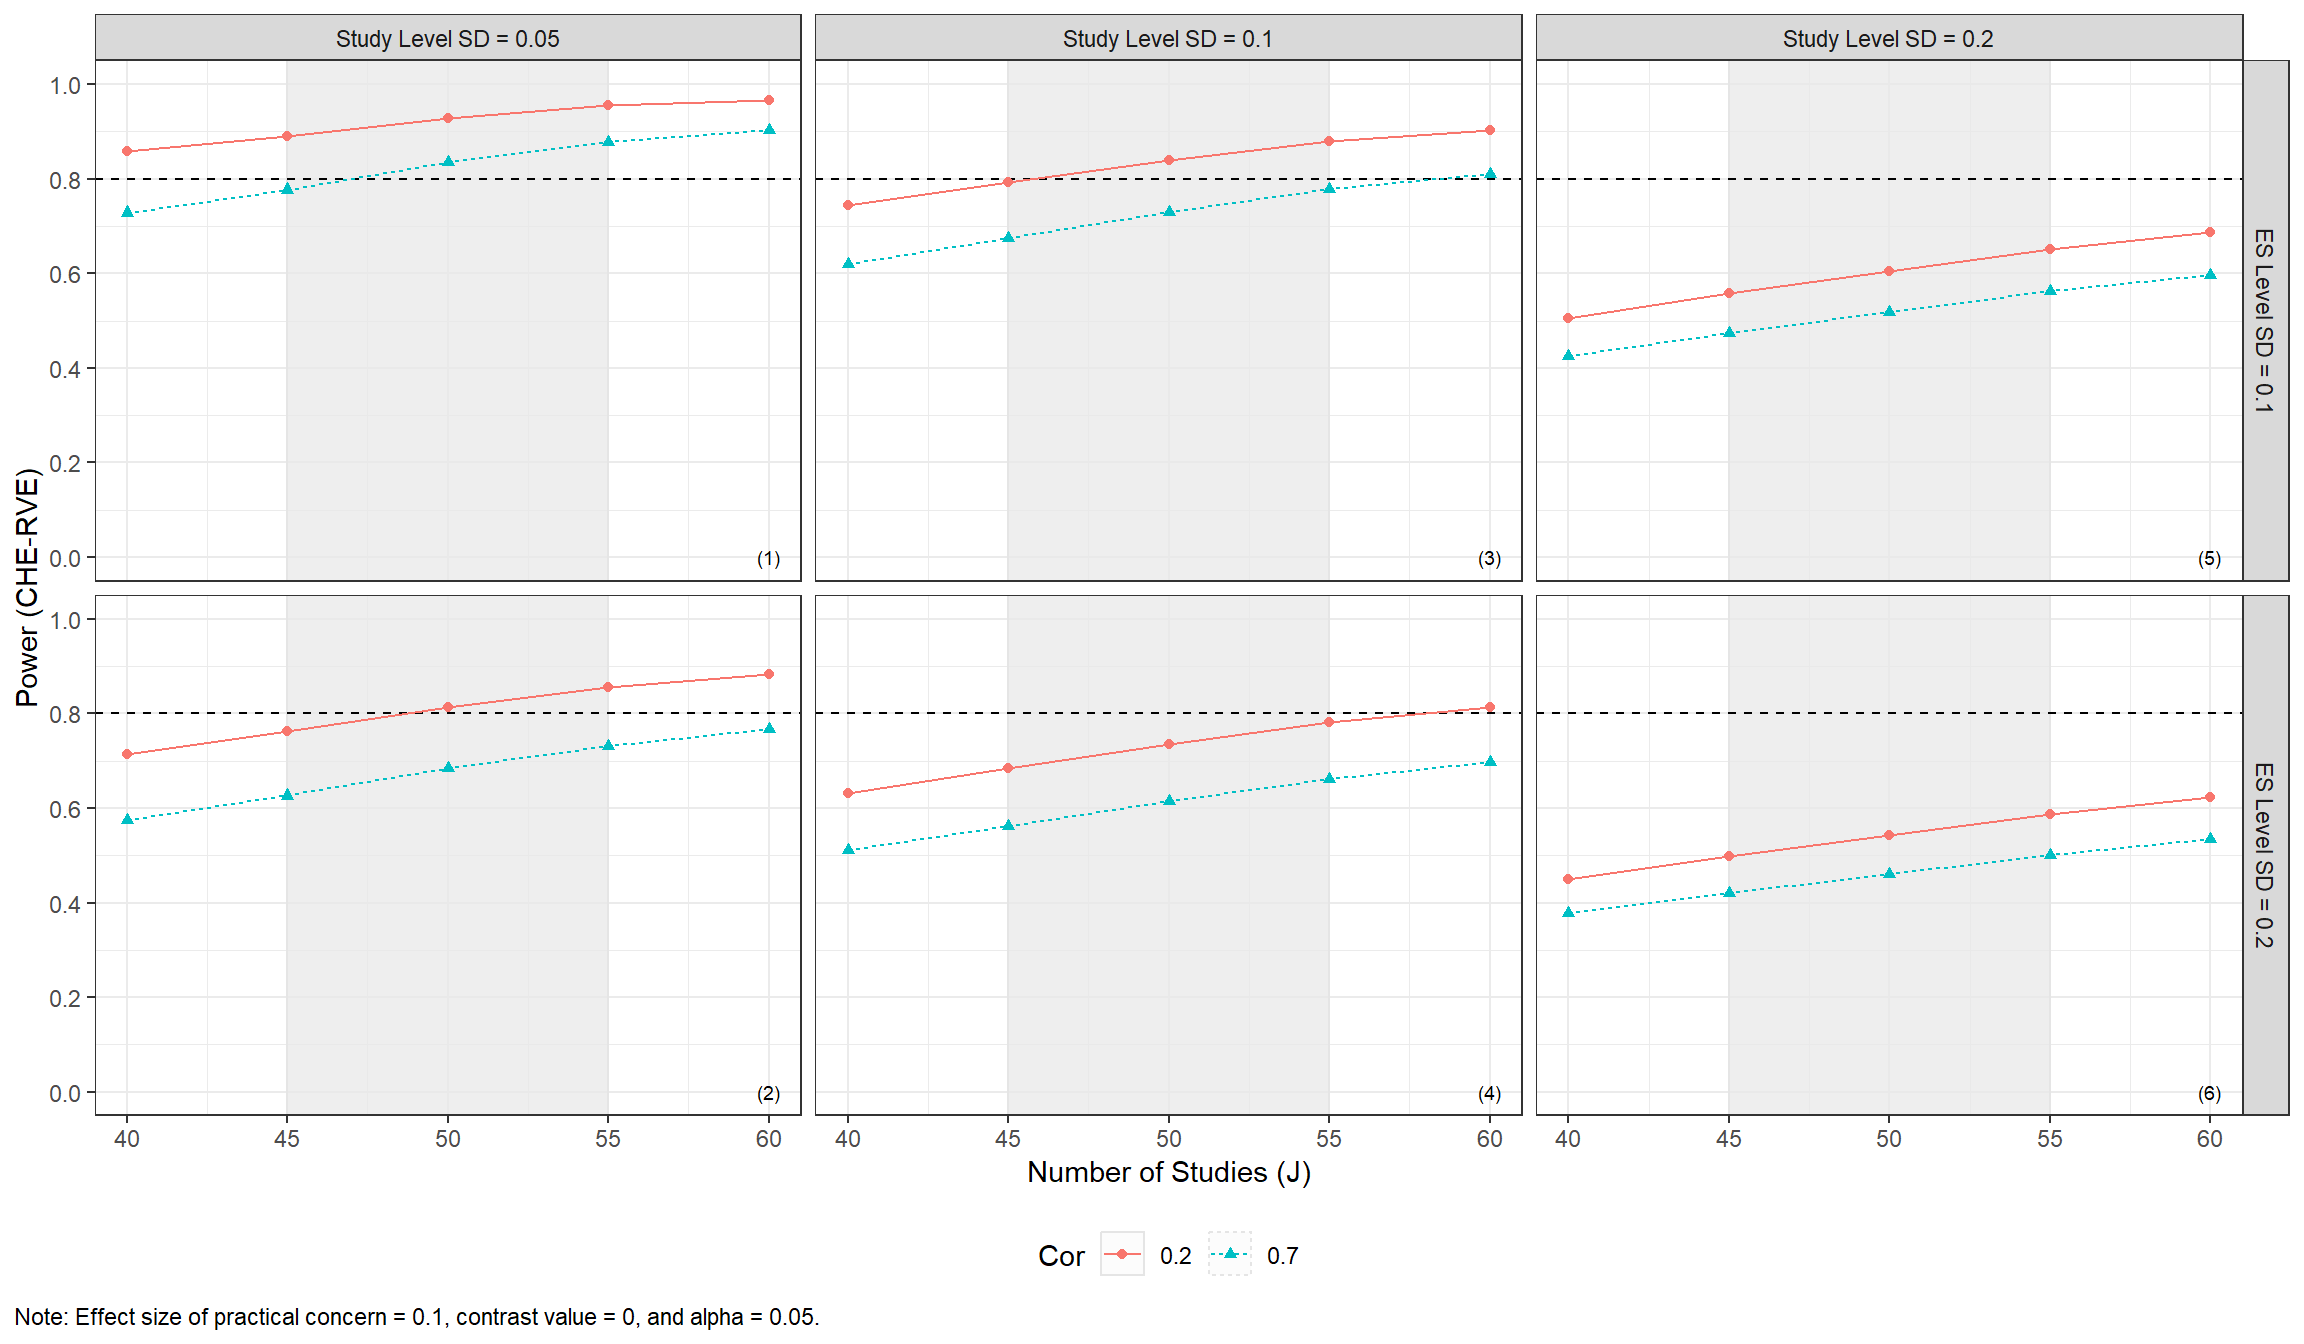 Study Level SD = 0.05
Study Level SD = 0.1
Study Level SD = 0.2
Power (CHE-RVE)
1.0
0.8
0.6
0.4
0.2
0.0
(1)
(3)
(5)
ES Level SD = 0.1
1.0
0.8
0.6
0.4
0.2
0.0
(2)
(4)
(6)
ES Level SD = 0.2
40 45 50 55 60
40 45 50 55 60
40 45 50 55 60
Number of Studies (J)
Cor 0.2 0.7
Note: Effect size of practical concern = 0.1, contrast value = 0, and alpha = 0.05.